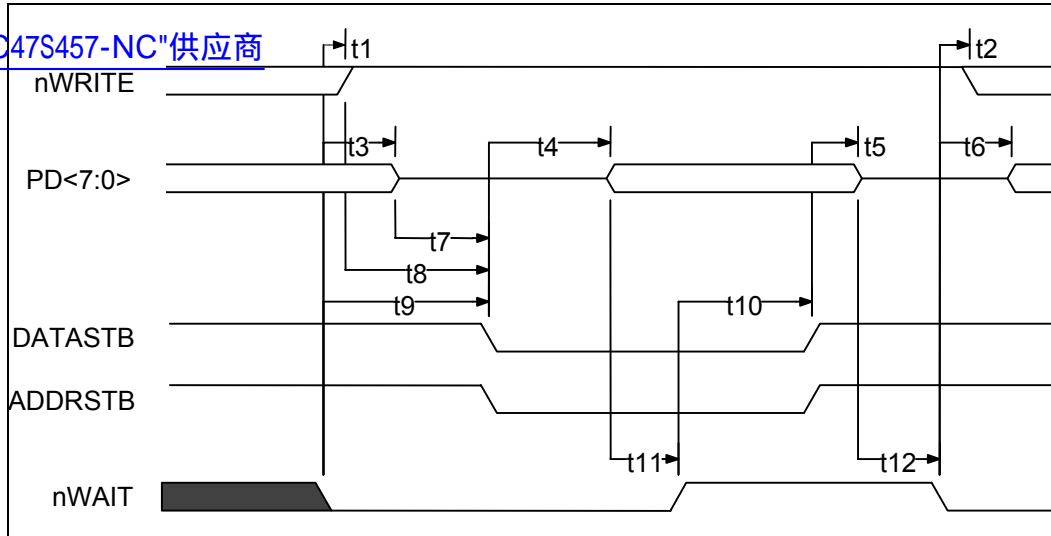 C47S457-NC"供应商
t1
t2
nWRITE
t3
t4
t5
t6
PD<7:0>
t7
t8
t9
t10
DATASTB
ADDRSTB
t11
t12
nWAIT